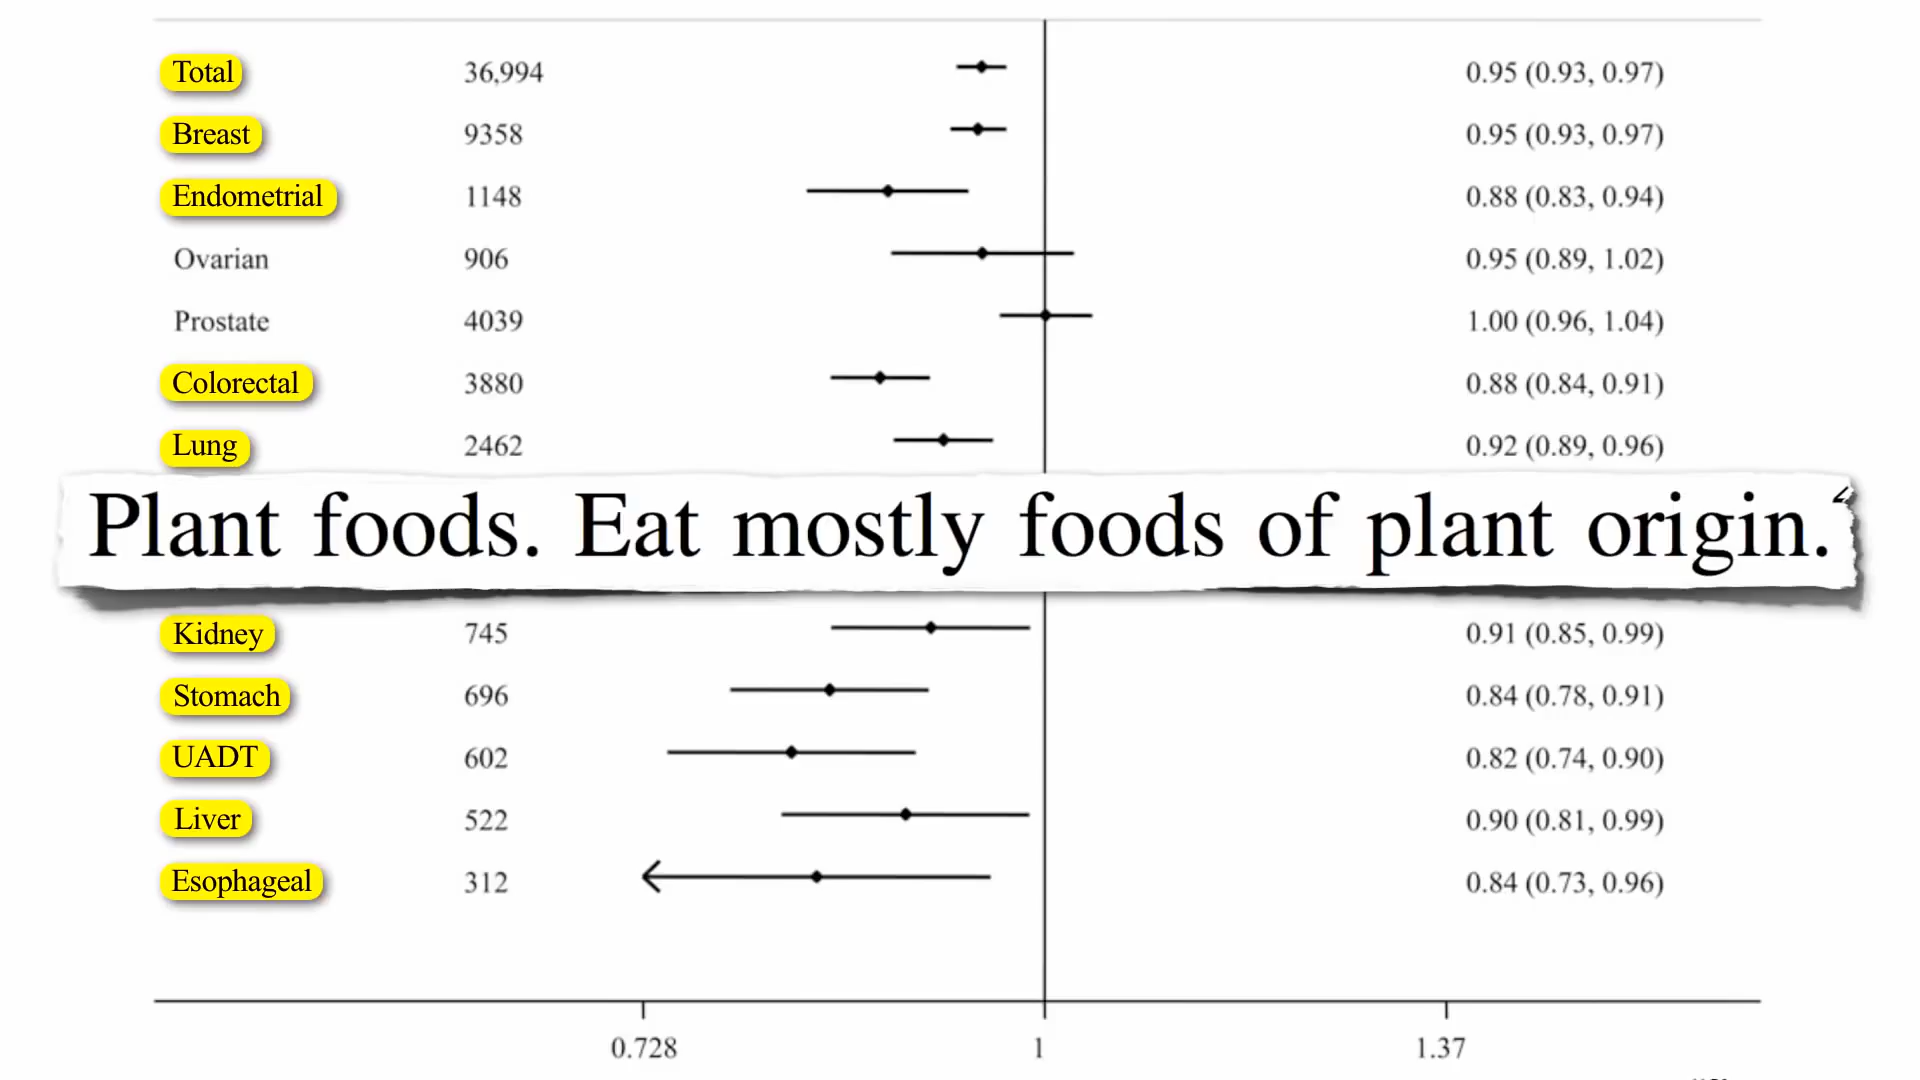 Total 36,994 0.95 (0.93, 0.97)
Breast 9358 0.95 (0.93, 0.97)
Endometrial 1148 0.88 (0.83, 0.94)
Ovarian 906 0.95 (0.89, 1.02)
Prostate 4039 1.00 (0.96, 1.04)
Colorectal 3880 0.88 (0.84, 0.91)
Lung 2462 0.92 (0.89, 0.96)
Plant foods. Eat mostly foods of plant origin.
Kidney 745 0.91 (0.85, 0.99)
Stomach 696 0.84 (0.78, 0.91)
UADT 602 0.82 (0.74, 0.90)
Liver 522 0.90 (0.81, 0.99)
Esophageal 312 0.84 (0.73, 0.96)
0.728 1 1.37